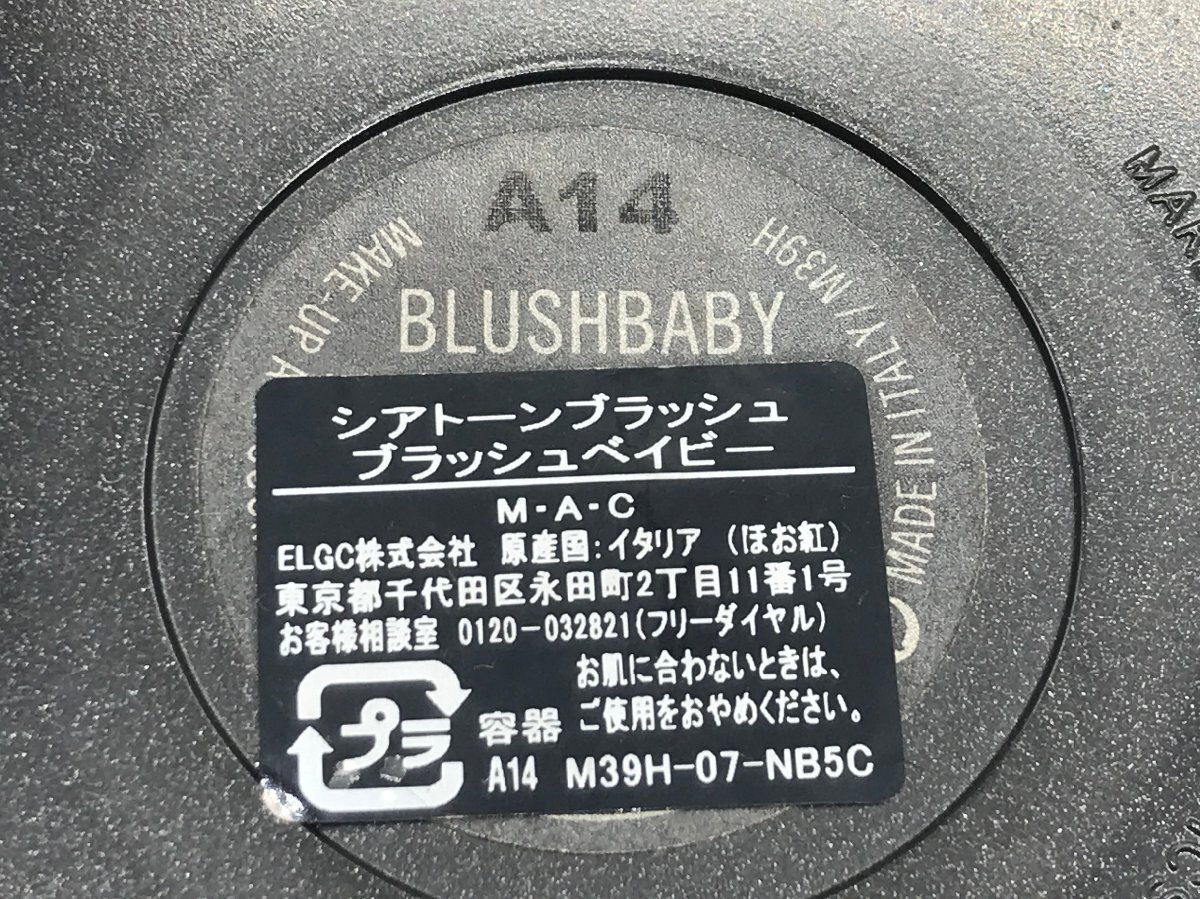 A14
BLUSHBABY
MAKE-UP
MADE IN ITALY / M39H
シアトーンブラッシュ
ブラッシュベイビー
M-A-C
ELGC株式会社 原産国:イタリア (ほお紅)
東京都千代田区永田町2丁目11番1号
お客様相談室 0120-032821(フリーダイヤル)
お肌に合わないときは、
ご使用をおやめください。
プラ 容器
A14 M39H-07-NB5C